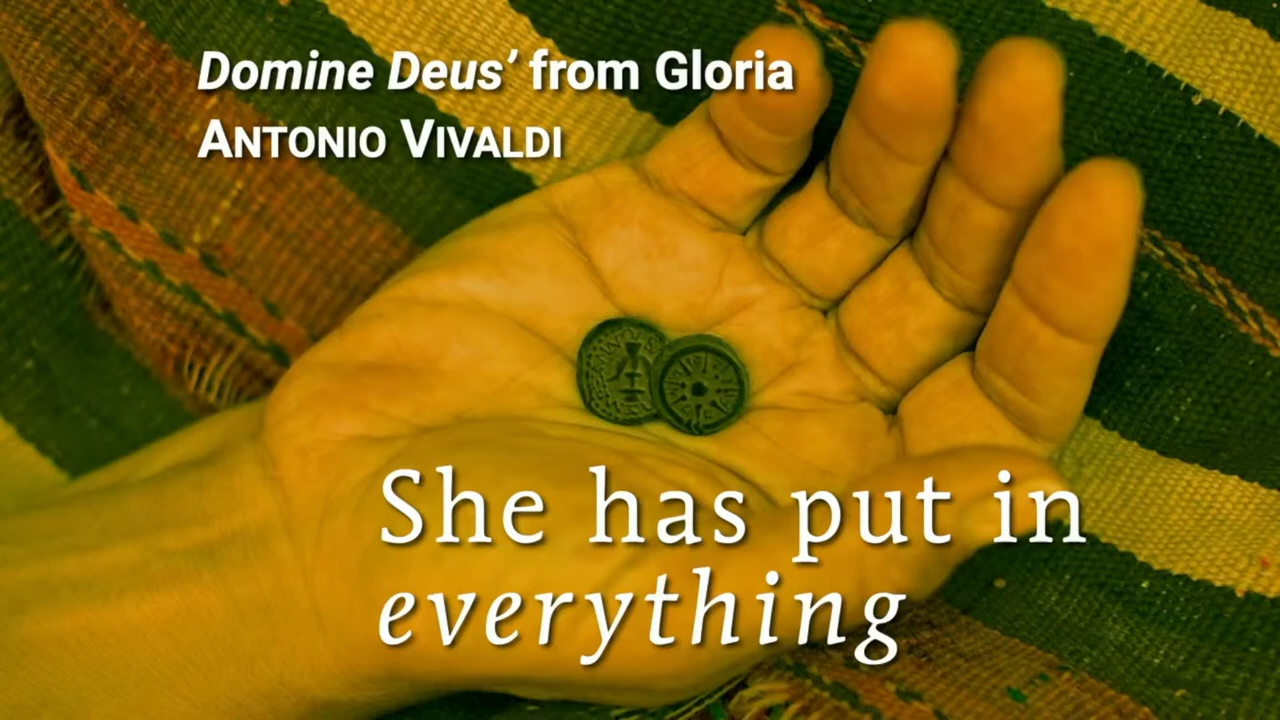 Domine Deus’ from Gloria
ANTONIO VIVALDI
She has put in
everything